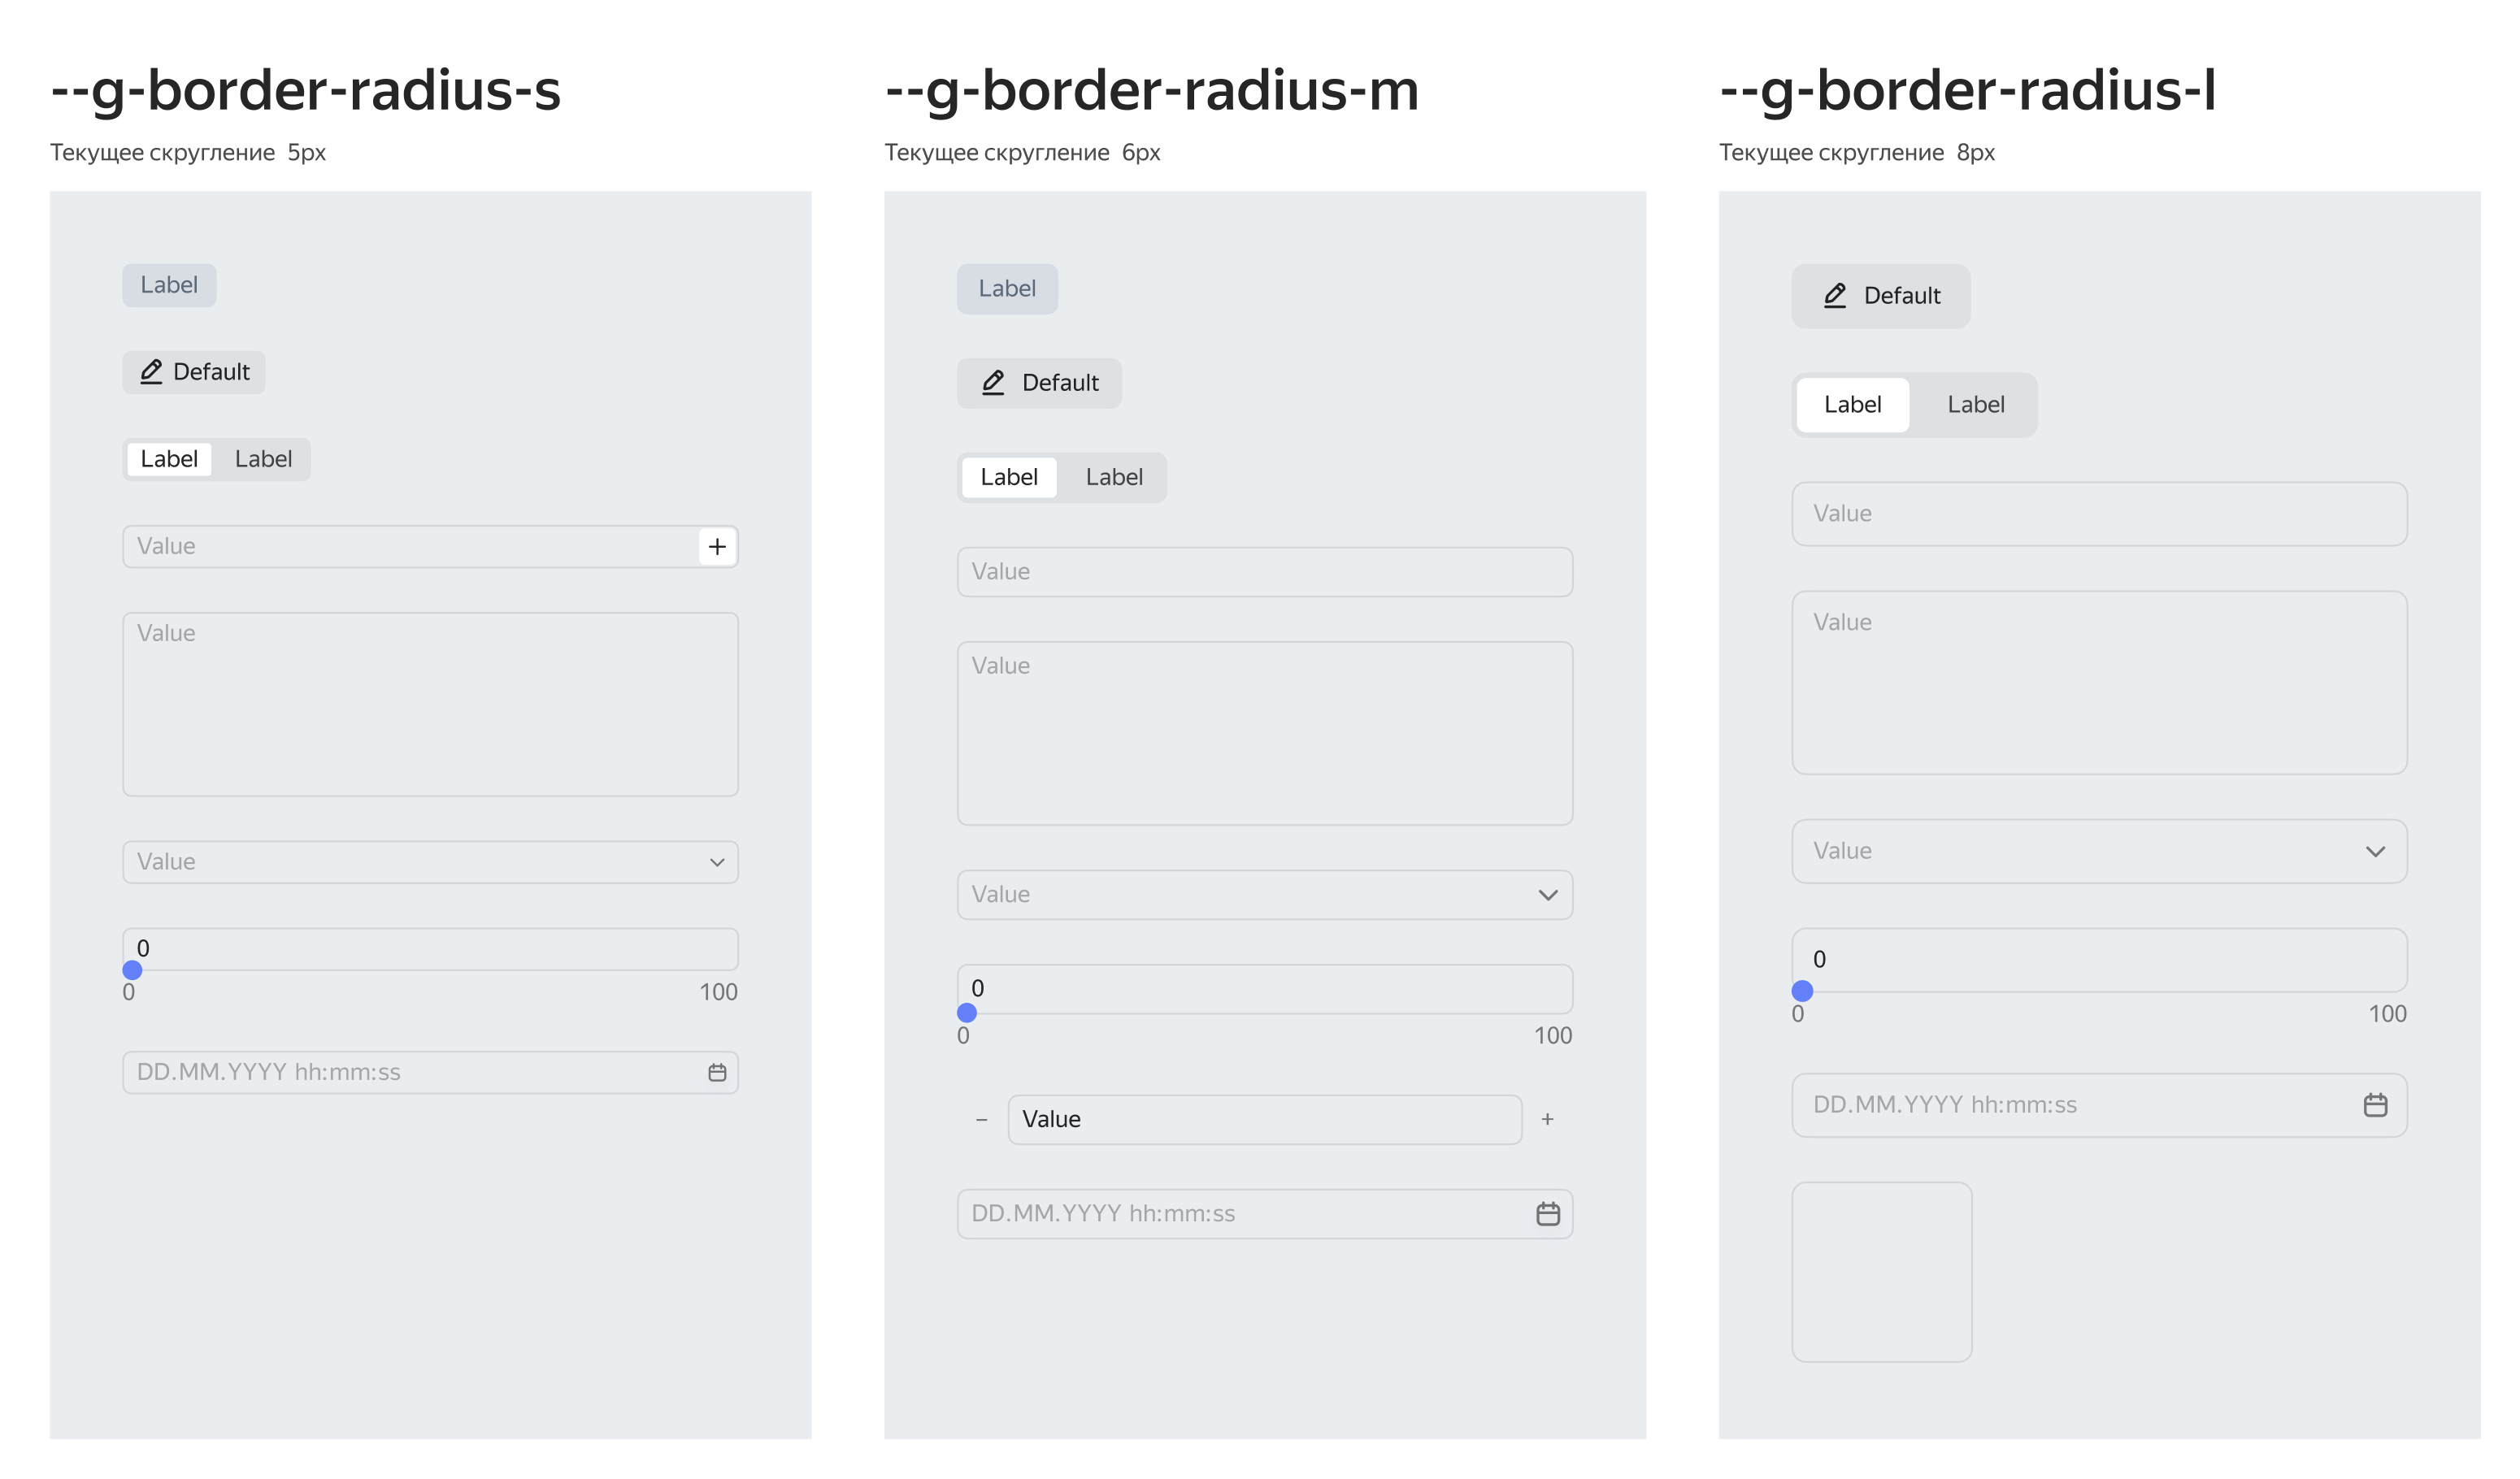 --g-border-radius-s
Текущее скругление 5px
Label
Default
Label Label
Value
Value
Value
0
0 100
DD.MM.YYYY hh:mm:ss
--g-border-radius-m
Текущее скругление 6px
Label
Default
Label Label
Value
Value
Value
0
0 100
− Value +
DD.MM.YYYY hh:mm:ss
--g-border-radius-l
Текущее скругление 8px
Default
Label Label
Value
Value
Value
0
0 100
DD.MM.YYYY hh:mm:ss